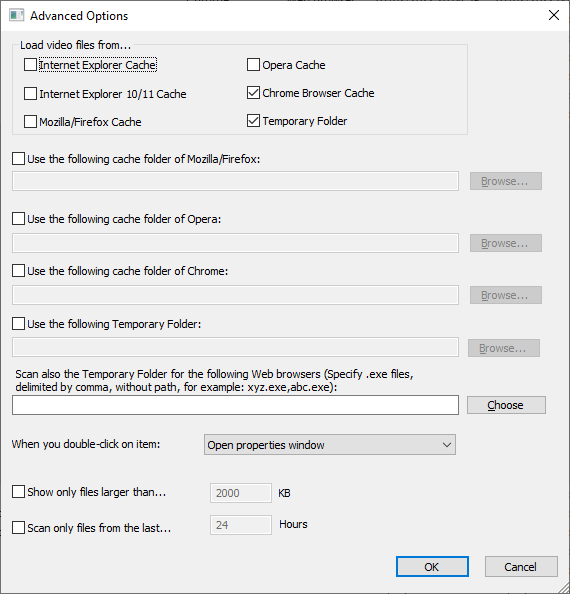 Advanced Options
Load video files from...
Internet Explorer Cache
Opera Cache
Internet Explorer 10/11 Cache
Chrome Browser Cache
Mozilla/Firefox Cache
Temporary Folder
Use the following cache folder of Mozilla/Firefox:
Browse...
Use the following cache folder of Opera:
Browse...
Use the following cache folder of Chrome:
Browse...
Use the following Temporary Folder:
Browse...
Scan also the Temporary Folder for the following Web browsers (Specify .exe files,
delimited by comma, without path, for example: xyz.exe,abc.exe):
Choose
When you double-click on item:
Open properties window
Show only files larger than...
2000
KB
Scan only files from the last...
24
Hours
OK
Cancel